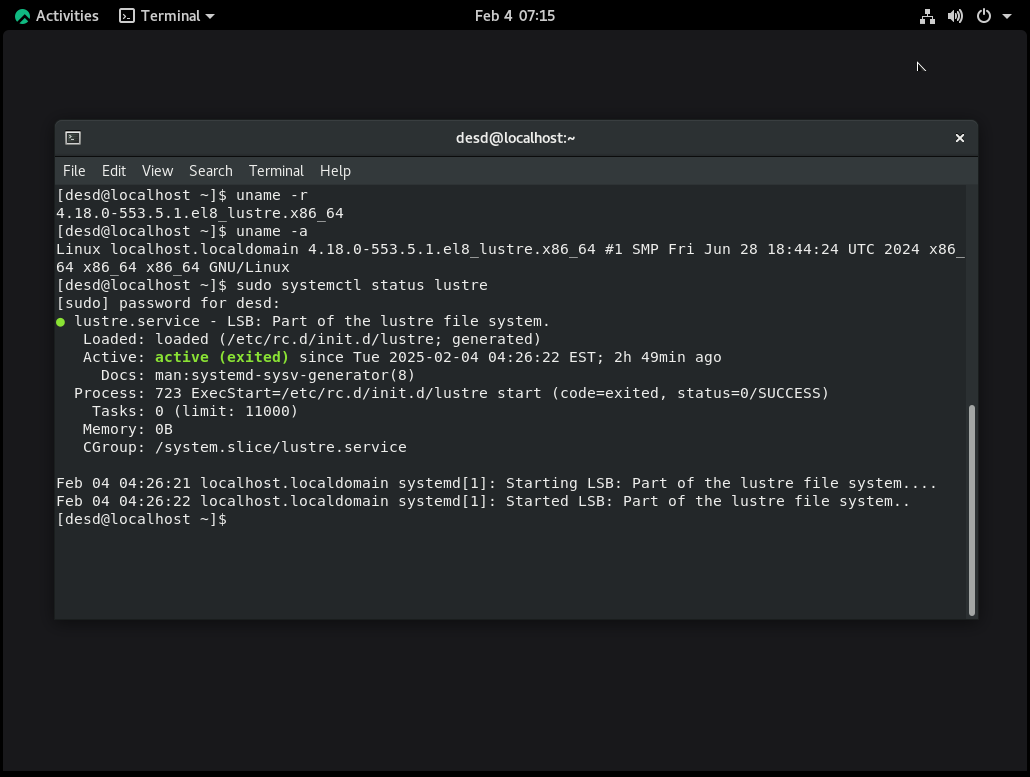 Activities Terminal Feb 4 07:15
desd@localhost:~
File Edit View Search Terminal Help
[desd@localhost ~]$ uname -r
4.18.0-553.5.1.el8_lustre.x86_64
[desd@localhost ~]$ uname -a
Linux localhost.localdomain 4.18.0-553.5.1.el8_lustre.x86_64 #1 SMP Fri Jun 28 18:44:24 UTC 2024 x86_
64 x86_64 x86_64 GNU/Linux
[desd@localhost ~]$ sudo systemctl status lustre
[sudo] password for desd:
● lustre.service - LSB: Part of the lustre file system.
Loaded: loaded (/etc/rc.d/init.d/lustre; generated)
Active: active (exited) since Tue 2025-02-04 04:26:22 EST; 2h 49min ago
Docs: man:systemd-sysv-generator(8)
Process: 723 ExecStart=/etc/rc.d/init.d/lustre start (code=exited, status=0/SUCCESS)
Tasks: 0 (limit: 11000)
Memory: 0B
CGroup: /system.slice/lustre.service
Feb 04 04:26:21 localhost.localdomain systemd[1]: Starting LSB: Part of the lustre file system....
Feb 04 04:26:22 localhost.localdomain systemd[1]: Started LSB: Part of the lustre file system..
[desd@localhost ~]$